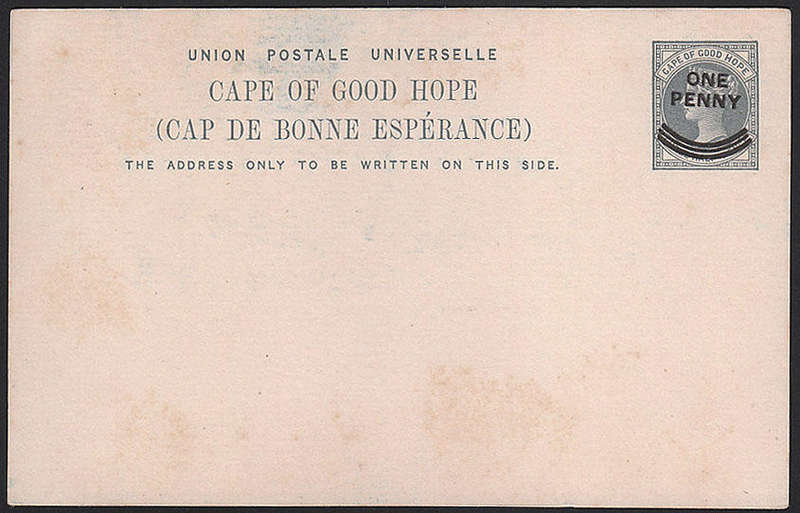 UNION POSTALE UNIVERSELLE
CAPE OF GOOD HOPE
(CAP DE BONNE ESPÉRANCE)
THE ADDRESS ONLY TO BE WRITTEN ON THIS SIDE.
CAPE OF GOOD HOPE
ONE
PENNY